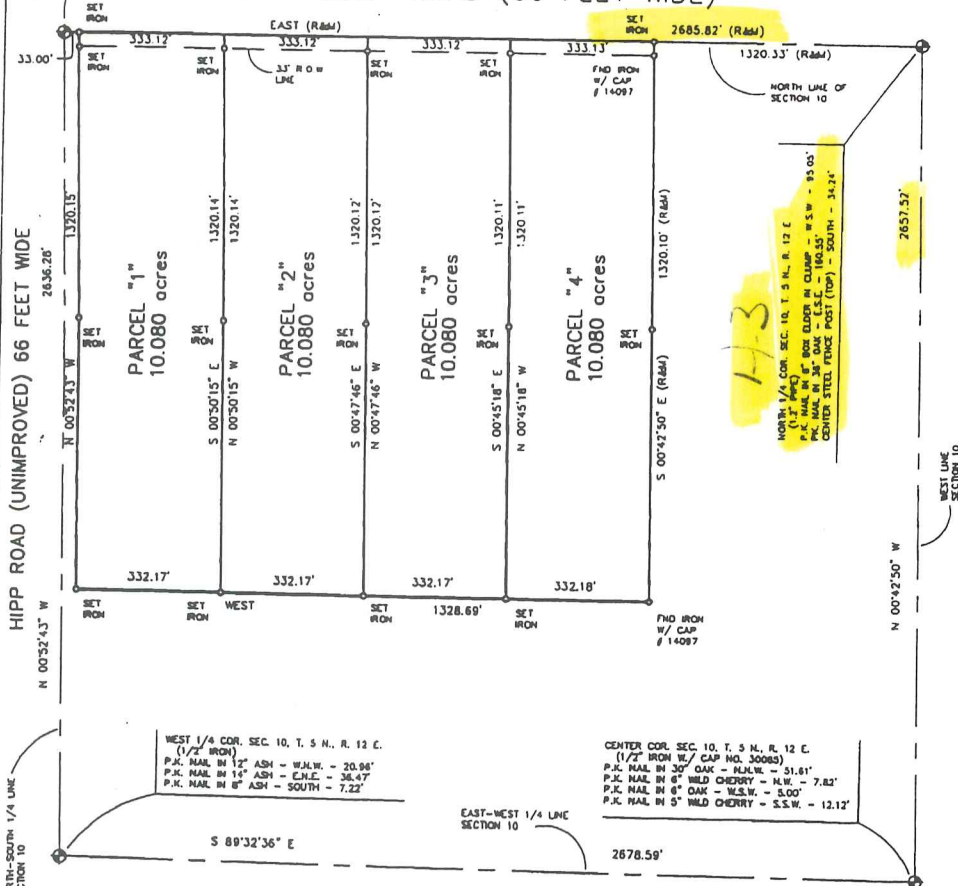 (66 FEET WIDE)
SET IRON
EAST (R&M)
SET IRON
2685.82' (R&M)
33.00'
333.12'
333.12'
333.12'
333.13'
1320.33' (R&M)
SET IRON
SET IRON
33' R O W LINE
SET IRON
SET IRON
FND IRON W/ CAP # 14097
NORTH LINE OF SECTION 10
HIPP ROAD (UNIMPROVED) 66 FEET WIDE
2636.28'
1320.15'
1320.14'
1320.14'
1320.12'
1320.12'
1320.11'
1320.11'
1320.10' (R&M)
2657.52'
PARCEL "1"
10.080 acres
PARCEL "2"
10.080 acres
PARCEL "3"
10.080 acres
PARCEL "4"
10.080 acres
1-1-3
NORTH 1/4 COR. SEC. 10, T. 5 N., R. 12 E
(1.2" PIPE)
P.K. NAIL IN 8" BOX ELDER IN CLUMP - W.S.W - 95.05'
P.K. NAIL IN 38" OAK - E.S.E. - 160.55'
CENTER STEEL FENCE POST (TOP) - SOUTH - 34.24'
SET IRON
SET IRON
SET IRON
SET IRON
SET IRON
N 00'52'43" W
S 00'50'15" E
N 00'50'15" W
S 00'47'46" E
N 00'47'46" W
S 00'45'18" E
N 00'45'18" W
S 00'42'50" E (R&M)
WEST LINE SECTION 10
N 00'42'50" W
332.17'
332.17'
332.17'
332.18'
SET IRON
SET IRON
WEST
SET IRON
1328.69'
SET IRON
FND IRON W/ CAP # 14097
N 00'52'43" W
WEST 1/4 COR. SEC. 10, T. 5 N., R. 12 E.
(1/2" IRON)
P.K. NAIL IN 12" ASH - W.N.W. - 20.96'
P.K. NAIL IN 14" ASH - E.N.E. - 36.47'
P.K. NAIL IN 8" ASH - SOUTH - 7.22'
CENTER COR. SEC. 10, T. 5 N., R. 12 E.
(1/2" IRON W/ CAP NO. 30085)
P.K. NAIL IN 30" OAK - N.N.W. - 51.61'
P.K. NAIL IN 6" WILD CHERRY - N.W. - 7.82'
P.K. NAIL IN 6" OAK - W.S.W. - 5.00'
P.K. NAIL IN 5" WILD CHERRY - S.S.W. - 12.12'
EAST-WEST 1/4 LINE SECTION 10
S 89'32'36" E
2678.59'